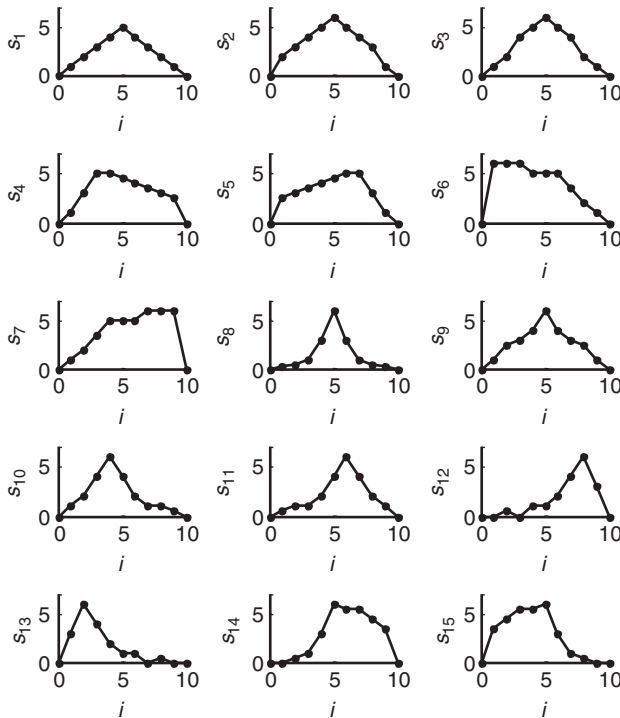 s1 5 0 0 5 10 i
s2 5 0 0 5 10 i
s3 5 0 0 5 10 i
s4 5 0 0 5 10 i
s5 5 0 0 5 10 i
s6 5 0 0 5 10 i
s7 5 0 0 5 10 i
s8 5 0 0 5 10 i
s9 5 0 0 5 10 i
s10 5 0 0 5 10 i
s11 5 0 0 5 10 i
s12 5 0 0 5 10 i
s13 5 0 0 5 10 i
s14 5 0 0 5 10 i
s15 5 0 0 5 10 i